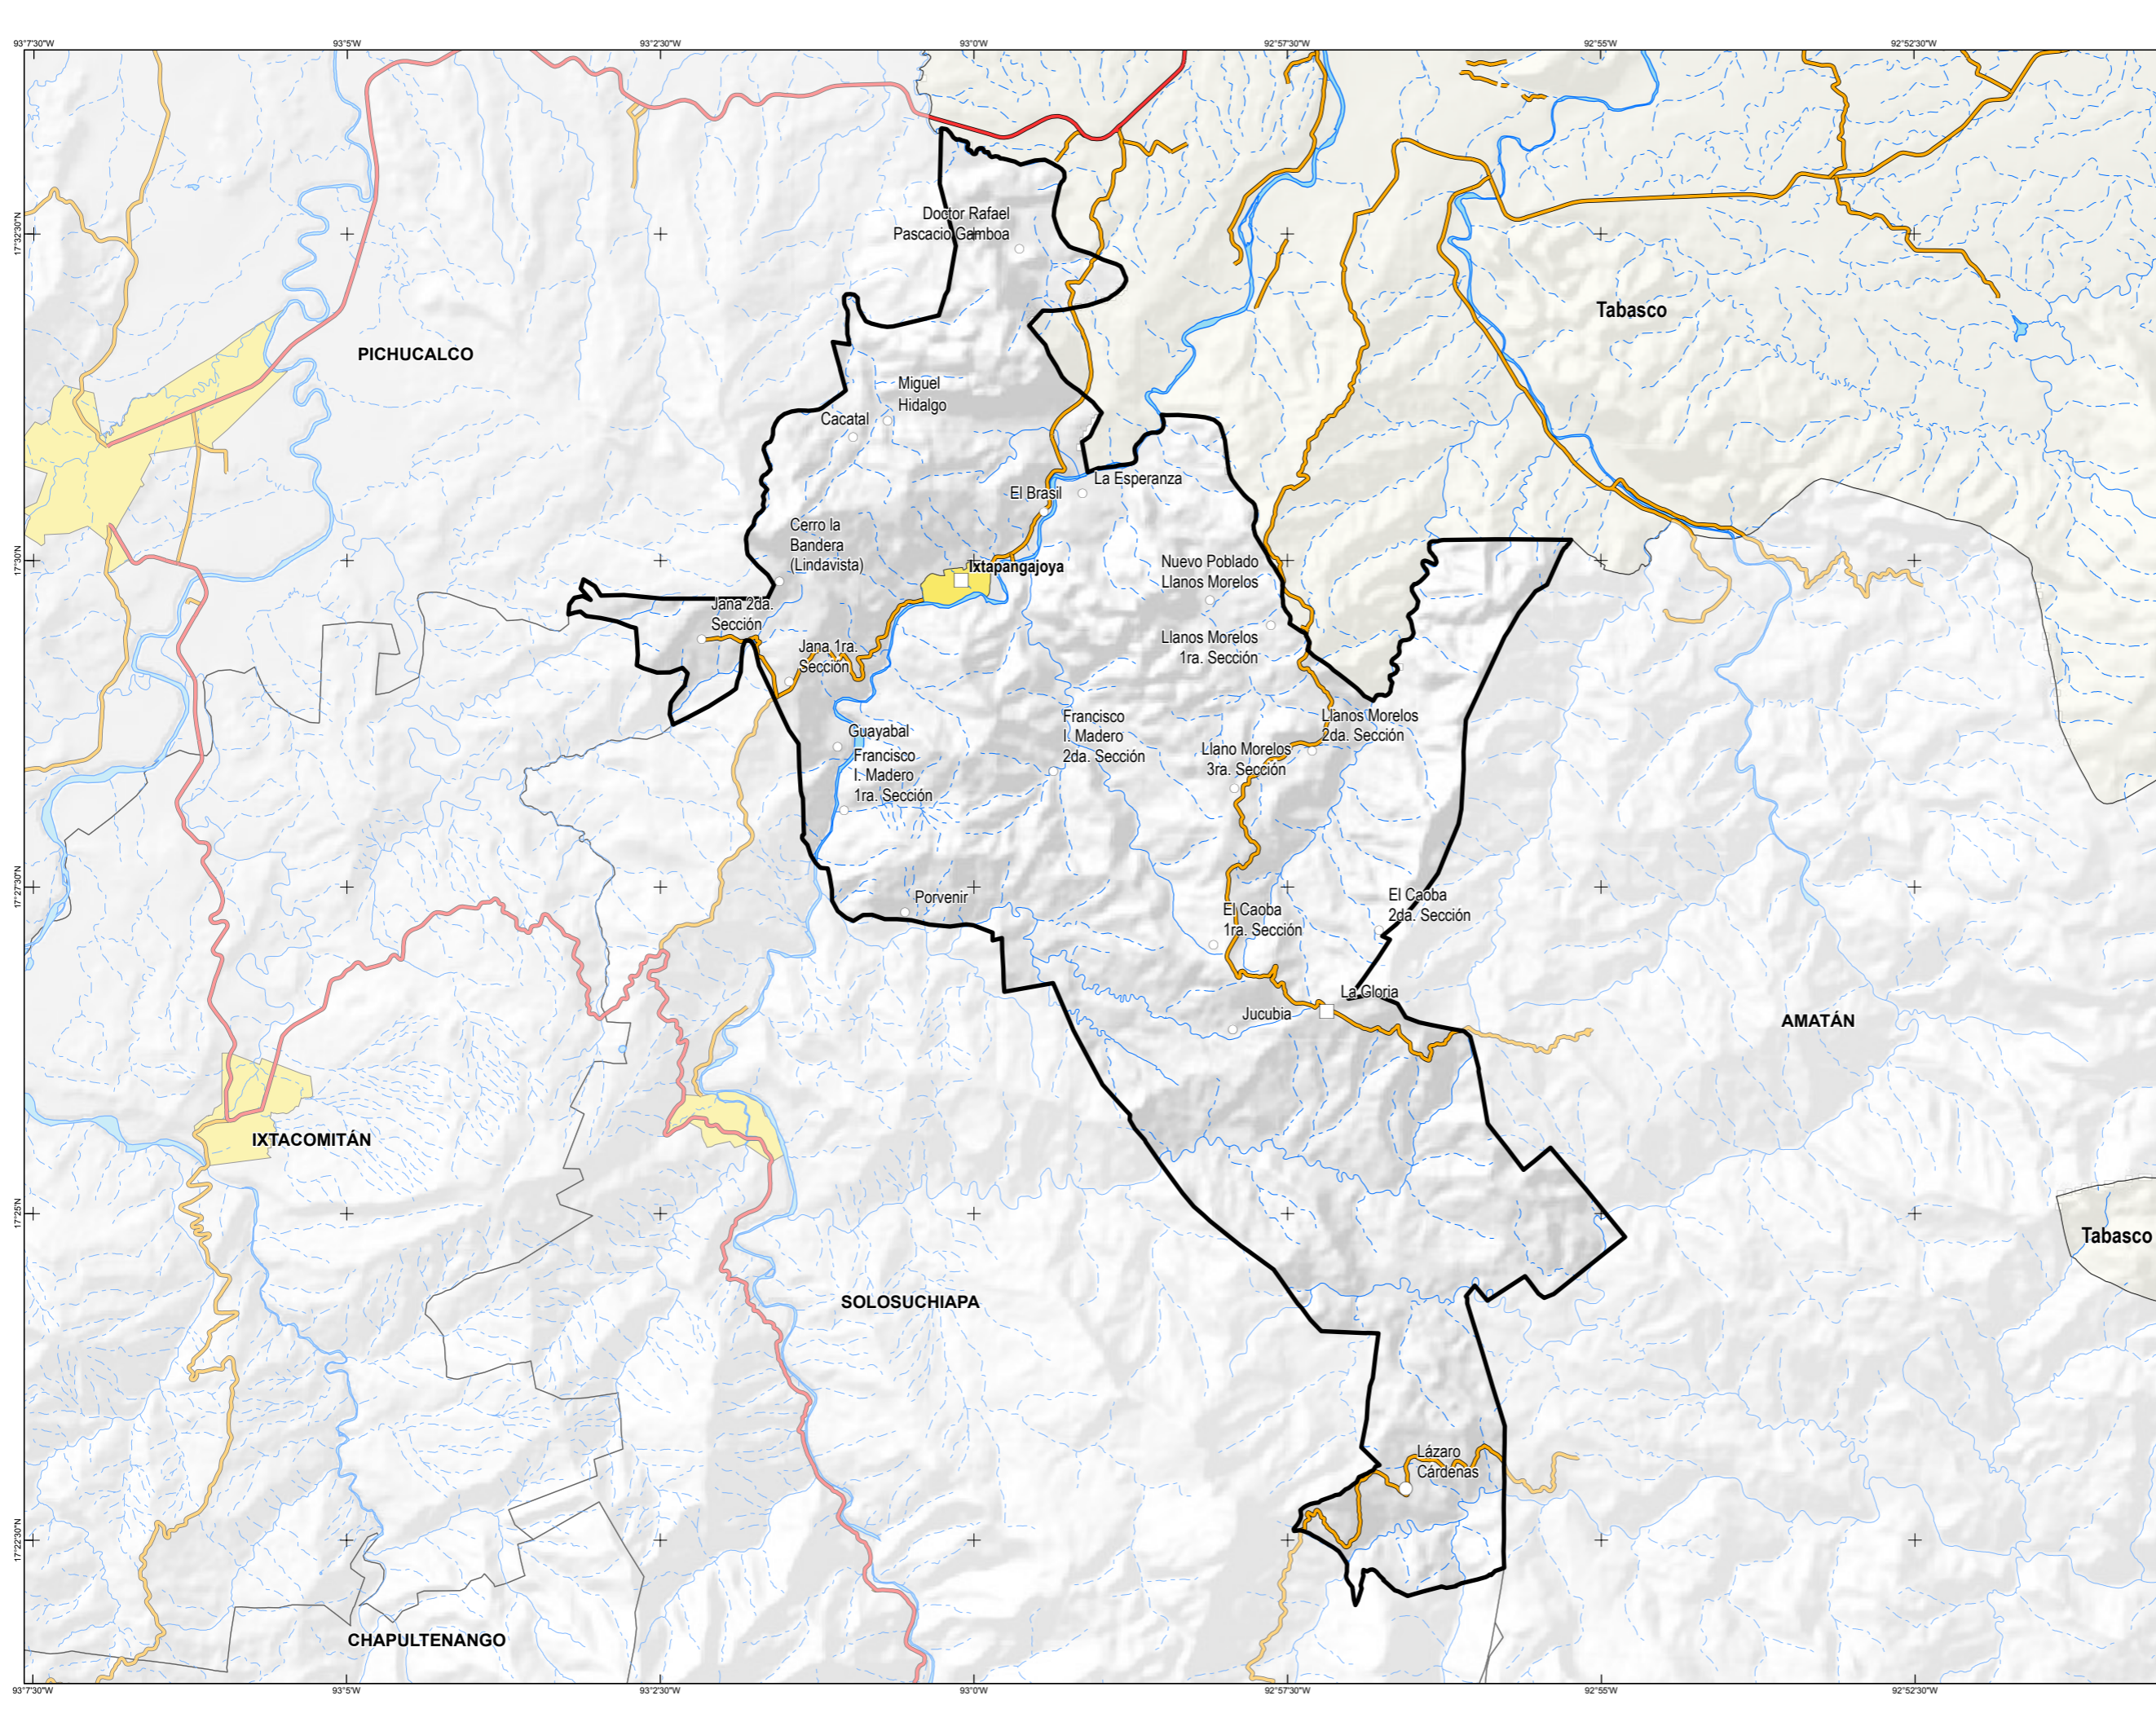 93°7'30"W
93°5'W
93°2'30"W
93°0'W
92°57'30"W
92°55'W
92°52'30"W
17°32'30"N
17°30'N
17°27'30"N
17°25'N
17°22'30"N
Doctor Rafael
Pascacio Gamboa
Tabasco
PICHUCALCO
Miguel
Hidalgo
Cacatal
La Esperanza
El Brasil
Cerro la
Bandera
(Lindavista)
Ixtapangajoya
Nuevo Poblado
Llanos Morelos
Jana 2da.
Sección
Jana 1ra.
Sección
Llanos Morelos
1ra. Sección
Francisco
I. Madero
2da. Sección
Llanos Morelos
2da. Sección
Guayabal
Francisco
I. Madero
1ra. Sección
Llano Morelos
3ra. Sección
Porvenir
El Caoba
1ra. Sección
El Caoba
2da. Sección
La Gloria
Jucubia
AMATÁN
IXTACOMITÁN
Tabasco
SOLOSUCHIAPA
Lázaro
Cárdenas
CHAPULTENANGO
93°7'30"W
93°5'W
93°2'30"W
93°0'W
92°57'30"W
92°55'W
92°52'30"W